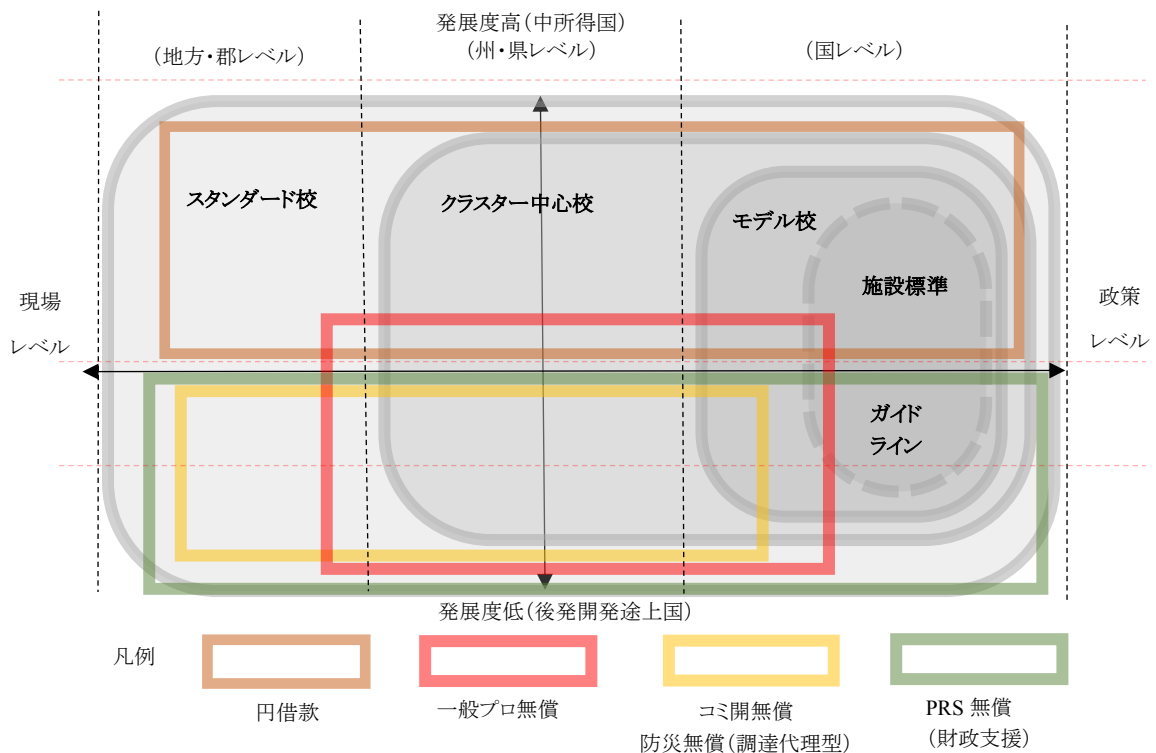 発展度高(中所得国)
(地方・郡レベル)
(州・県レベル)
(国レベル)
スタンダード校
クラスター中心校
モデル校
施設標準
現場
レベル
政策
レベル
ガイド
ライン
発展度低(後発開発途上国)
凡例
円借款
一般プロ無償
コミ開無償
防災無償(調達代理型)
PRS 無償
(財政支援)